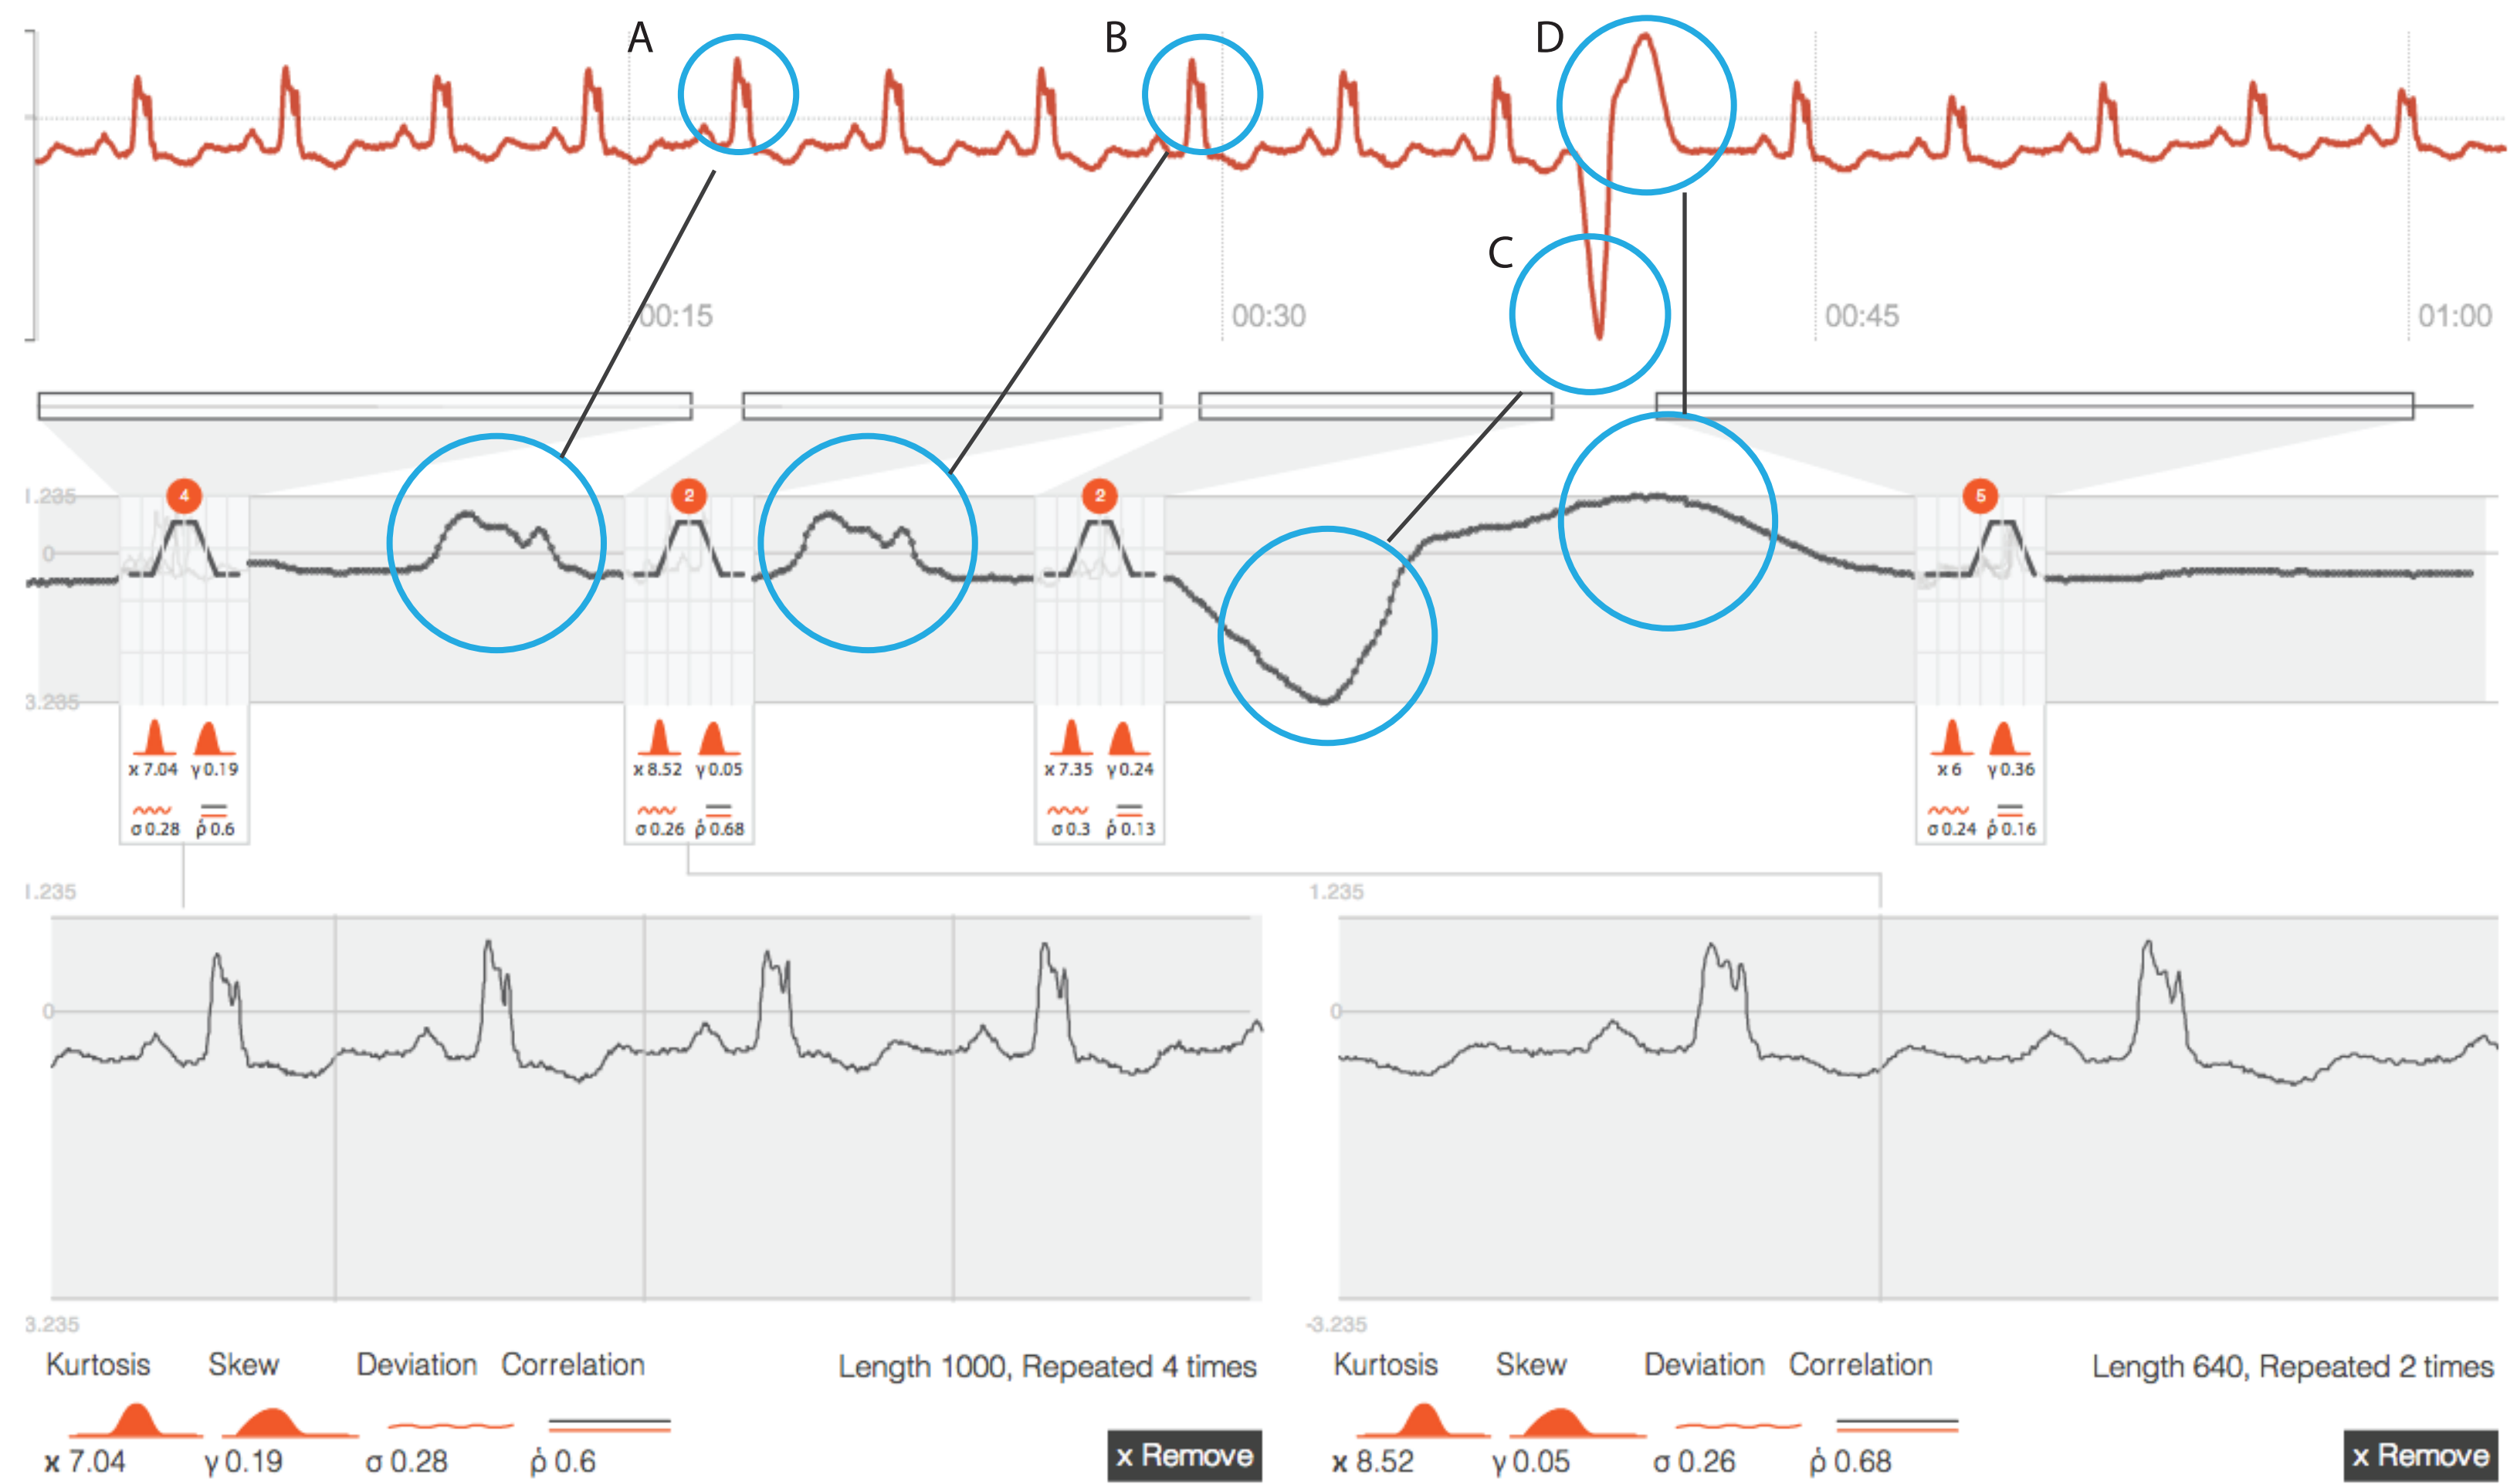 A
B
D
C
00:15
00:30
00:45
01:00
4
2
2
5
1.235
0
3.235
x 7.04 γ 0.19
x 8.52 γ 0.05
x 7.35 γ 0.24
x 6 γ 0.36
σ 0.28 ρ̇ 0.6
σ 0.26 ρ̇ 0.68
σ 0.3 ρ̇ 0.13
σ 0.24 ρ̇ 0.16
1.235
0
3.235
Kurtosis Skew Deviation Correlation Length 1000, Repeated 4 times
x 7.04 γ 0.19 σ 0.28 ρ̇ 0.6
x Remove
1.235
0
-3.235
Kurtosis Skew Deviation Correlation Length 640, Repeated 2 times
x 8.52 γ 0.05 σ 0.26 ρ̇ 0.68
x Remove